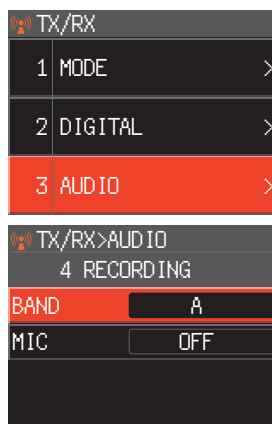 TX/RX
1 MODE >
2 DIGITAL >
3 AUDIO >
TX/RX>AUDIO
4 RECORDING
BAND A
MIC OFF